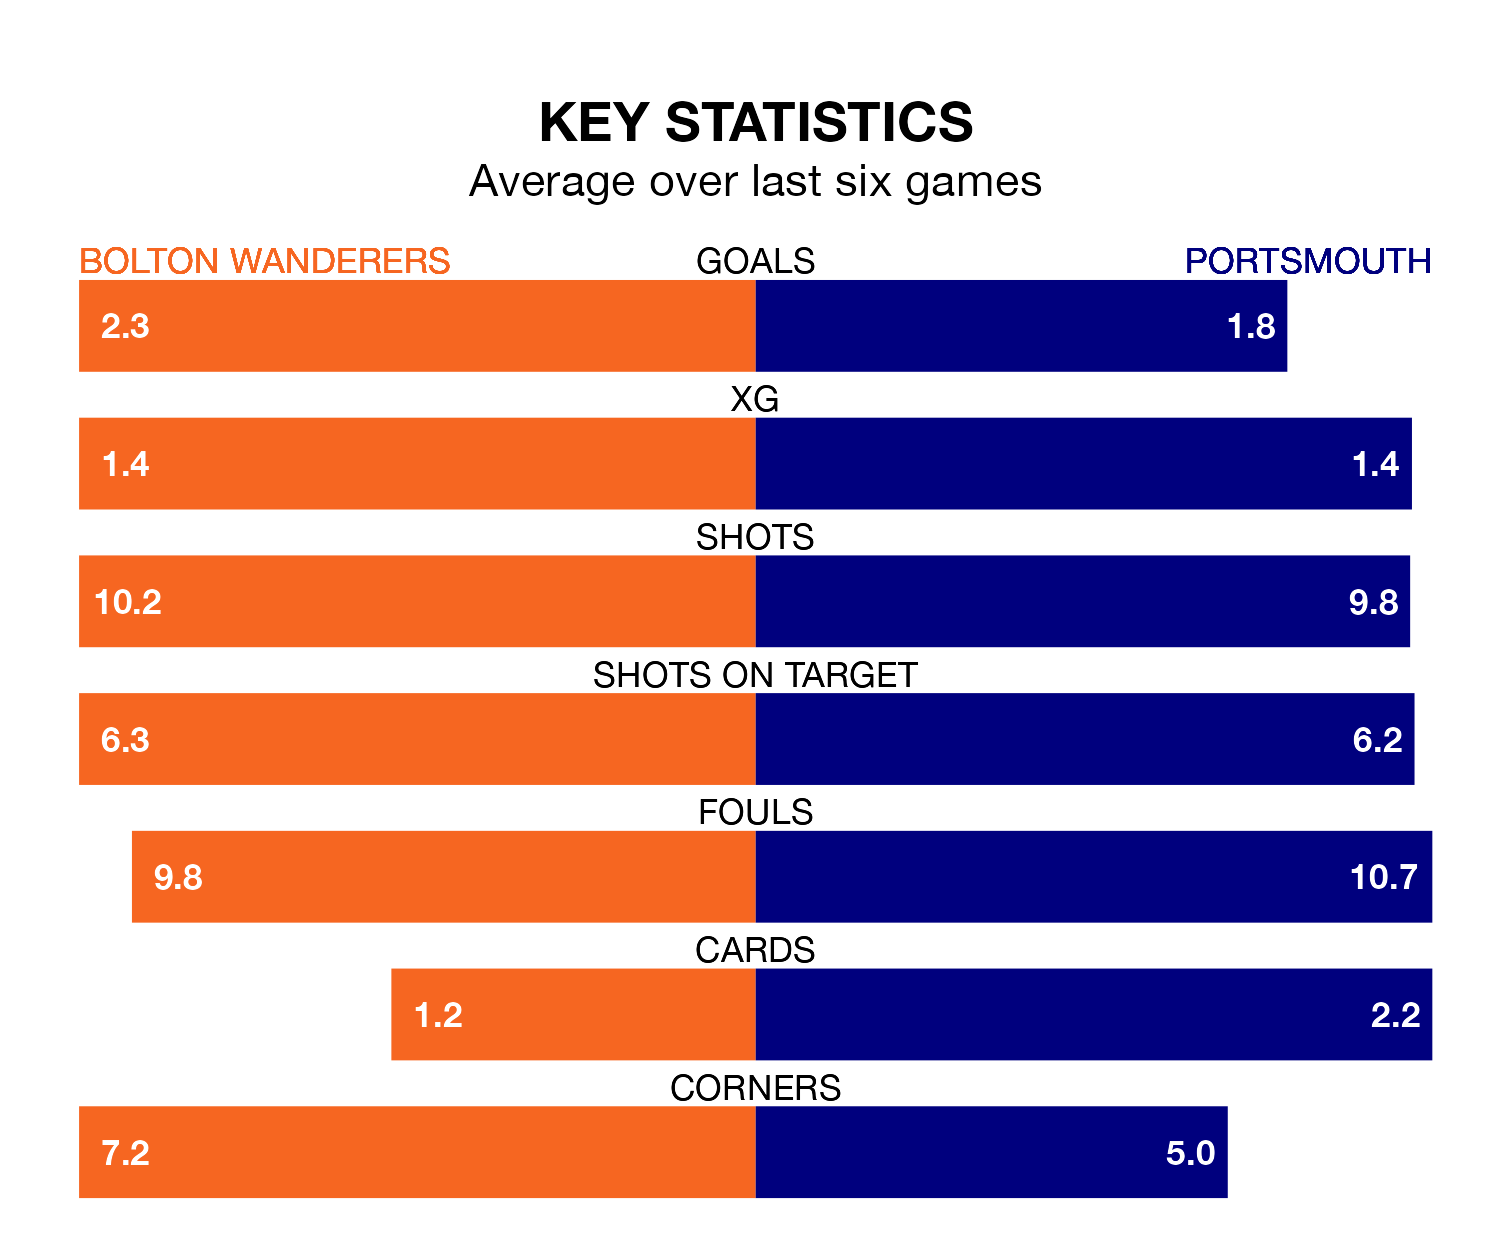 KEY STATISTICS
Average over last six games
BOLTON WANDERERS GOALS PORTSMOUTH
2.3 1.8
XG
1.4 1.4
SHOTS
10.2 9.8
SHOTS ON TARGET
6.3 6.2
FOULS
9.8 10.7
CARDS
1.2 2.2
CORNERS
7.2 5.0